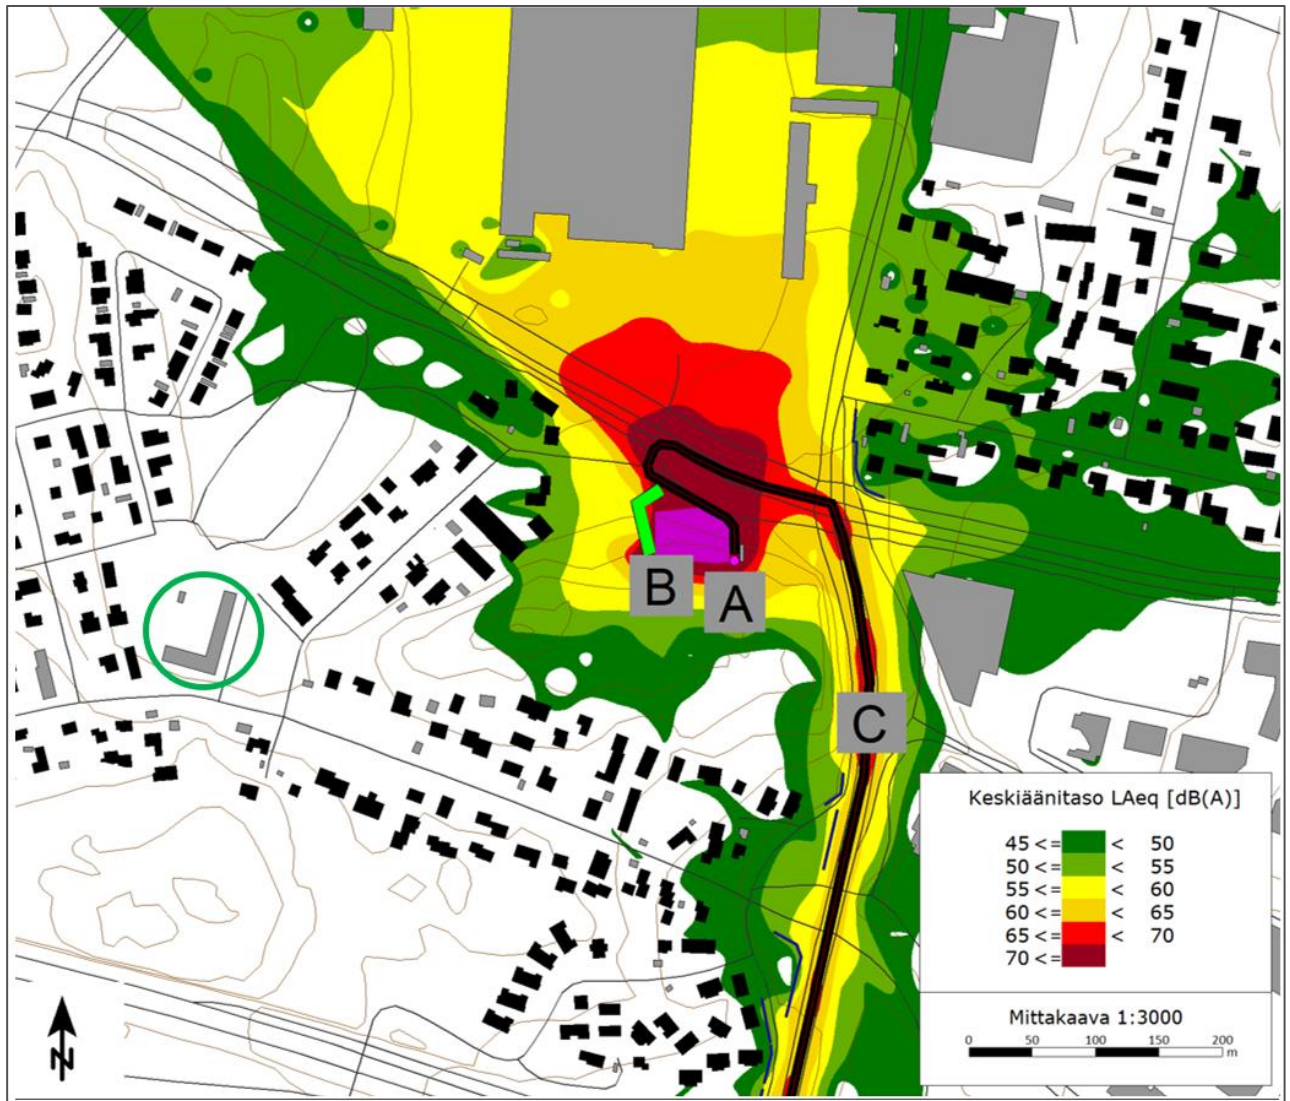 B
A
C
Keskiäänitaso LAeq [dB(A)]
45 <= < 50
50 <= < 55
55 <= < 60
60 <= < 65
65 <= < 70
70 <=
Mittakaava 1:3000
0 50 100 150 200
m
N